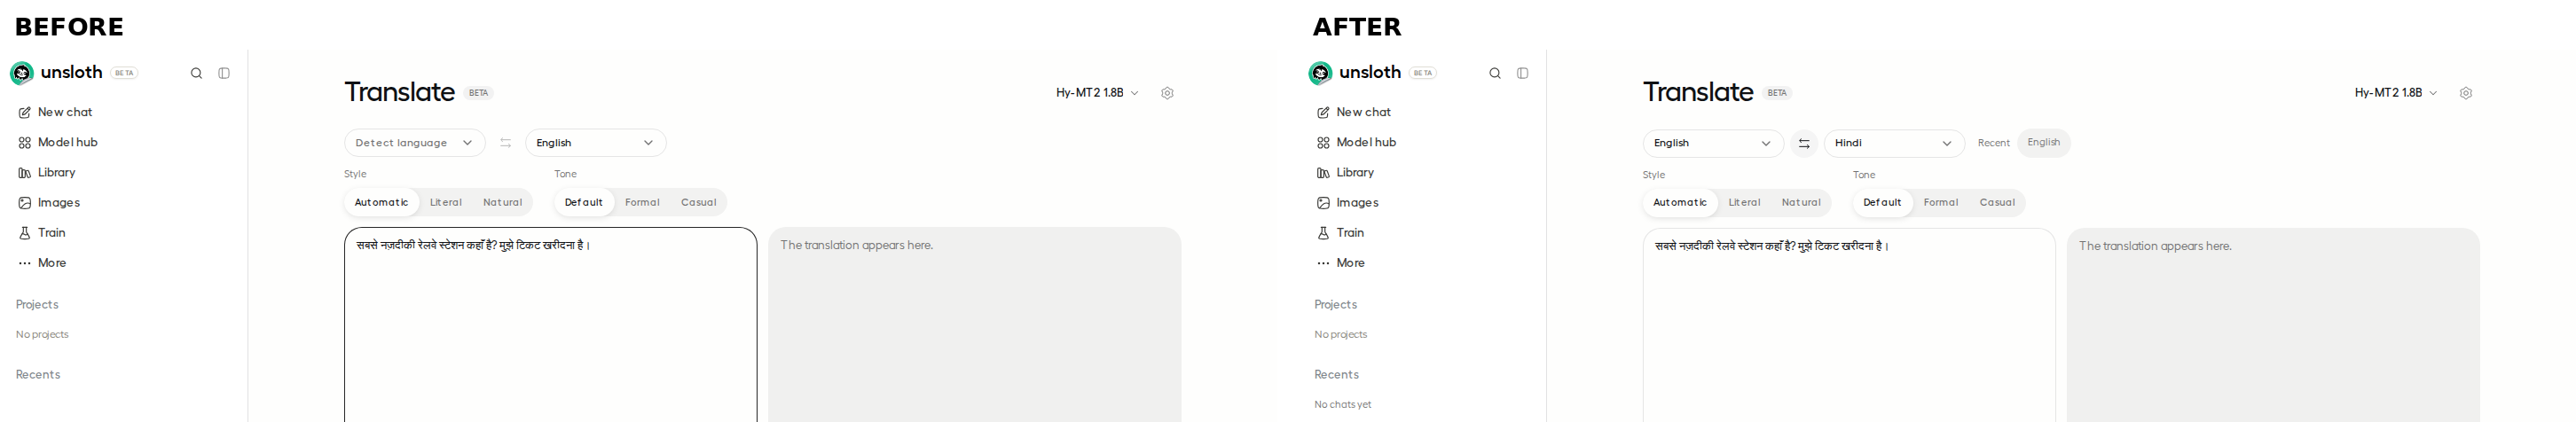 BEFORE
unsloth BETA
New chat
Model hub
Library
Images
Train
More
Projects
No projects
Recents
Translate BETA
Hy-MT2 1.8B
Detect language English
Style Tone
Automatic Literal Natural Default Formal Casual
सबसे नज़दीकी रेलवे स्टेशन कहाँ है? मुझे टिकट खरीदना है।
The translation appears here.
AFTER
unsloth BETA
New chat
Model hub
Library
Images
Train
More
Projects
No projects
Recents
No chats yet
Translate BETA
Hy-MT2 1.8B
English Hindi Recent English
Style Tone
Automatic Literal Natural Default Formal Casual
सबसे नज़दीकी रेलवे स्टेशन कहाँ है? मुझे टिकट खरीदना है।
The translation appears here.